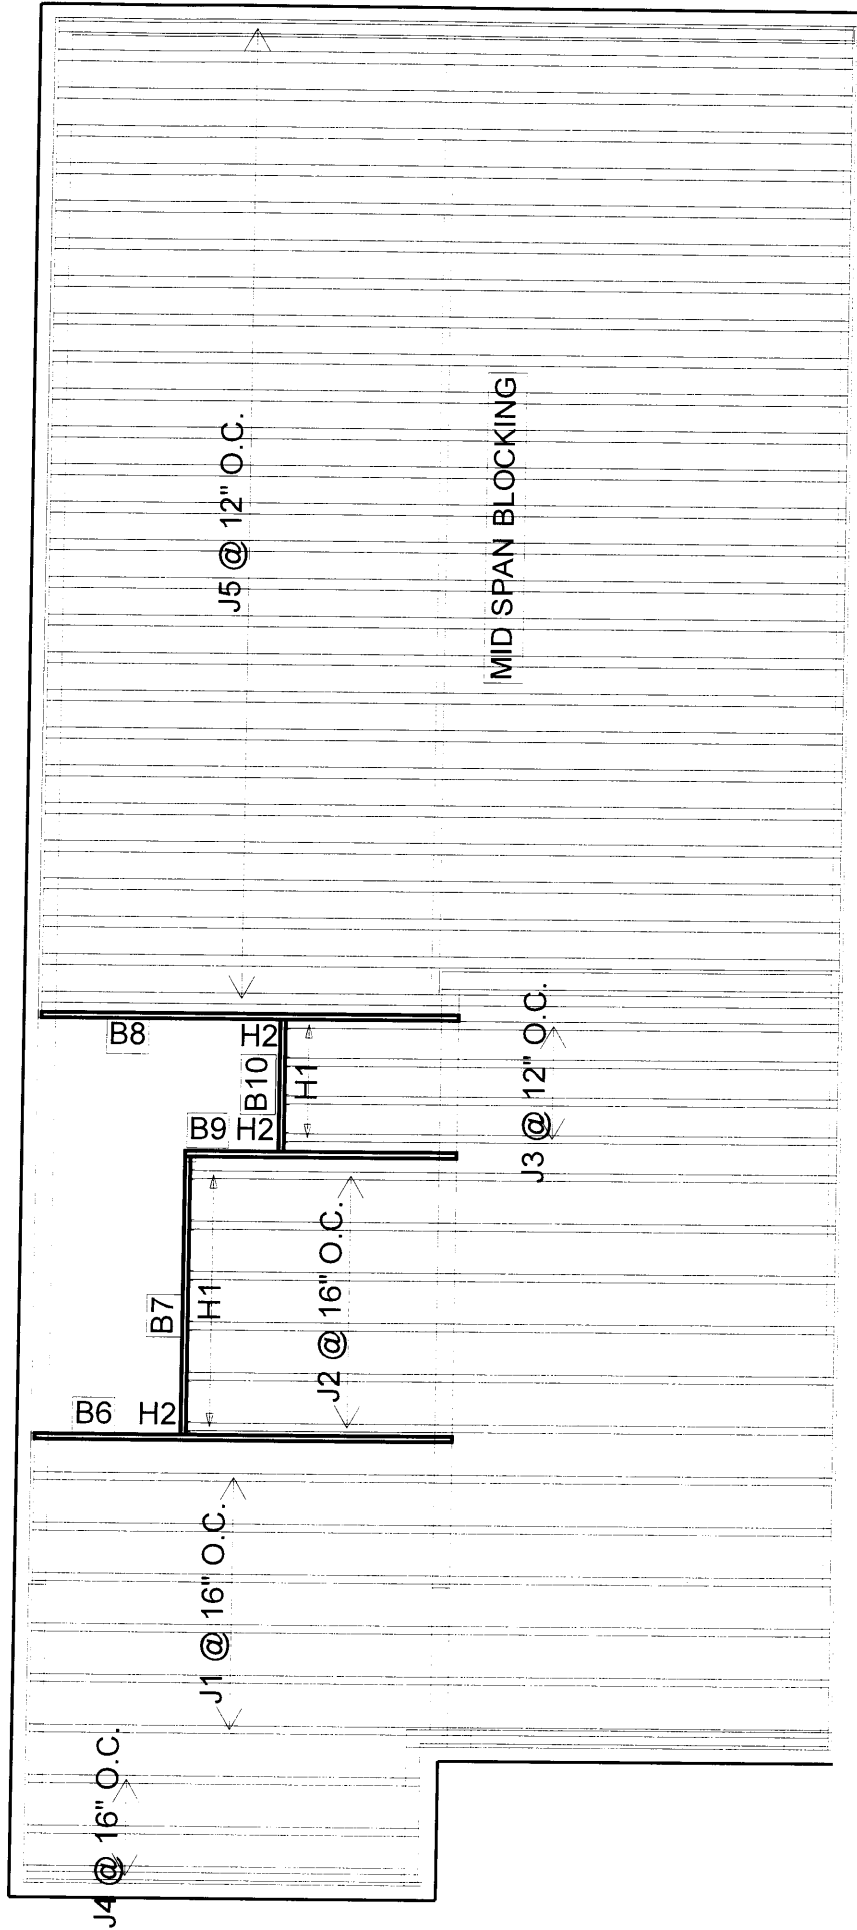 J5 @ 12" O.C.
MID SPAN BLOCKING
B8
H2
B10
H1
B9
H2
J3 @ 12" O.C.
B7
H1
J2 @ 16" O.C.
B6
H2
J1 @ 16" O.C.
J4 @ 16" O.C.